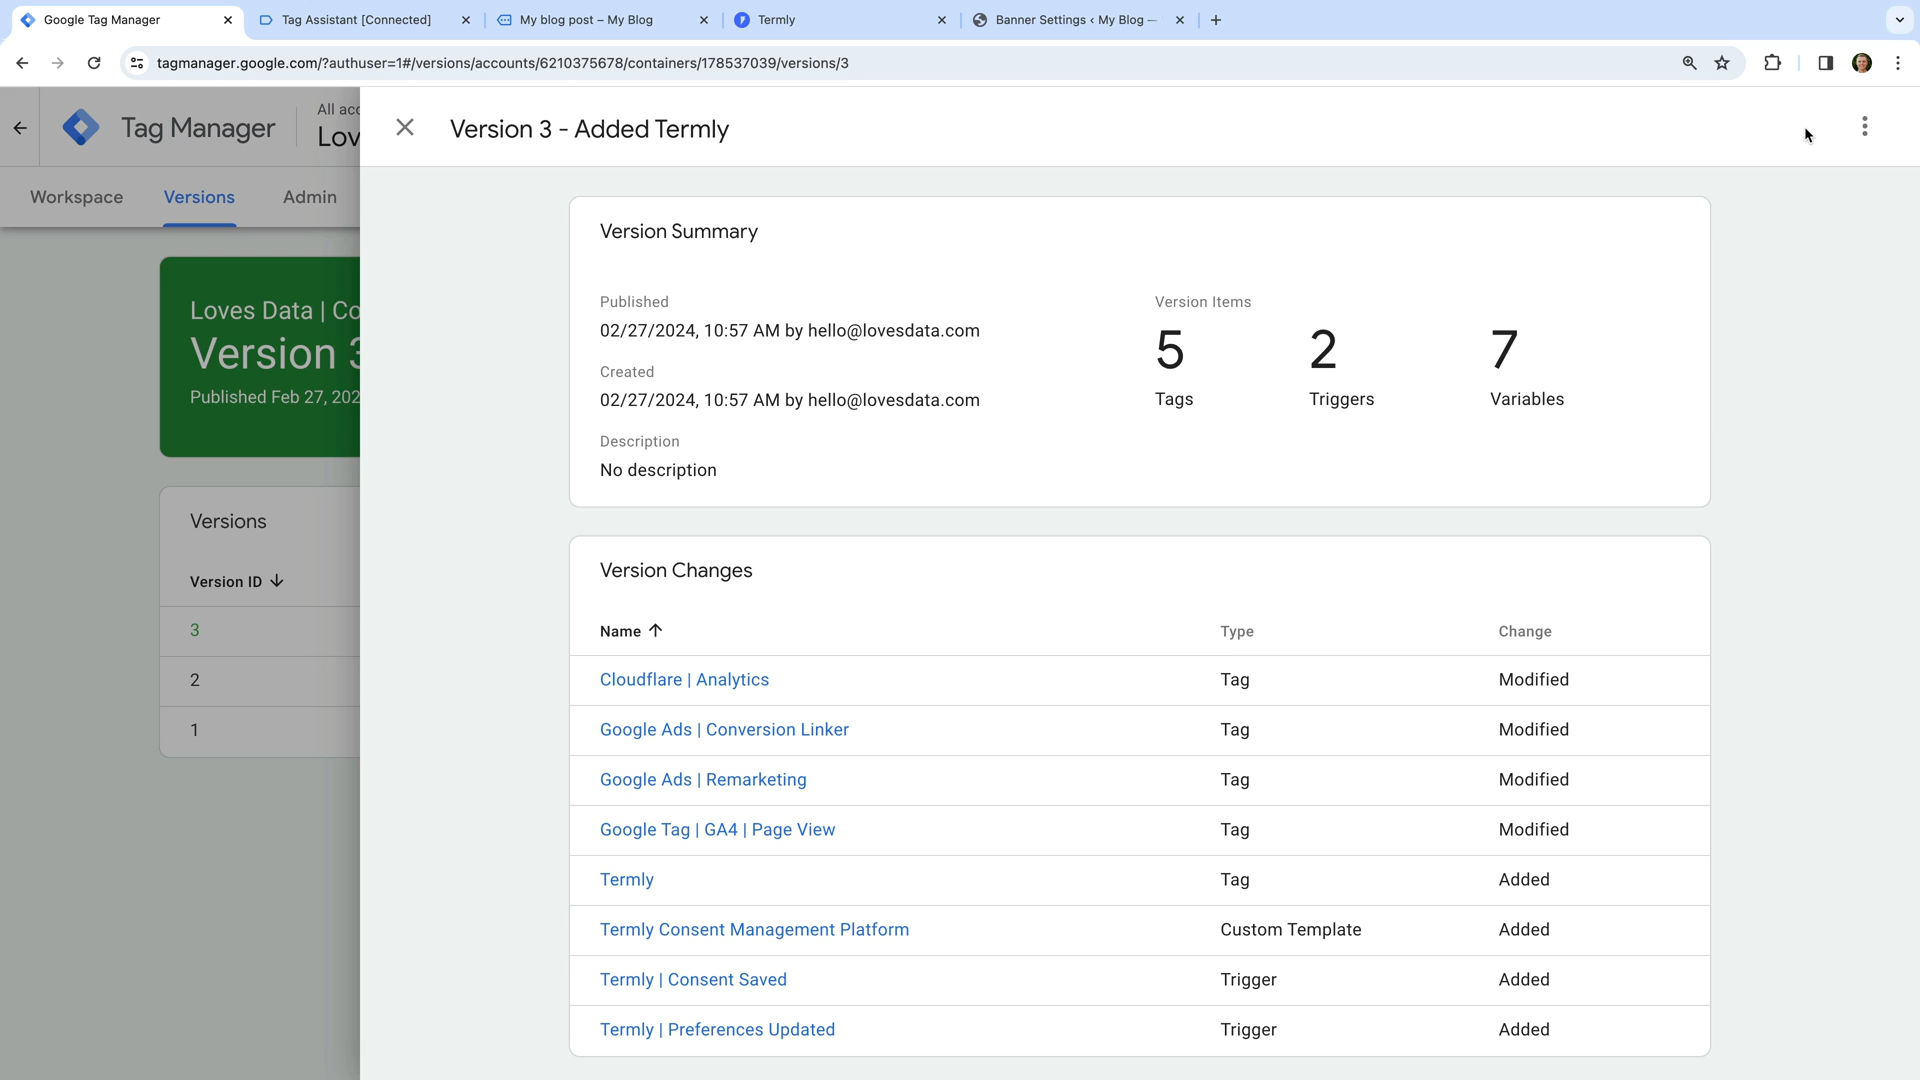 Google Tag Manager
Tag Assistant [Connected]
My blog post – My Blog
Termly
Banner Settings ‹ My Blog —
tagmanager.google.com/?authuser=1#/versions/accounts/6210375678/containers/178537039/versions/3
Tag Manager
All acc
Lov
Version 3 - Added Termly
Workspace
Versions
Admin
Loves Data | Co
Version 3
Published Feb 27, 202
Versions
Version ID
3
2
1
Version Summary
Published
02/27/2024, 10:57 AM by hello@lovesdata.com
Created
02/27/2024, 10:57 AM by hello@lovesdata.com
Description
No description
Version Items
5 2 7
Tags Triggers Variables
Version Changes
Name Type Change
Cloudflare | Analytics Tag Modified
Google Ads | Conversion Linker Tag Modified
Google Ads | Remarketing Tag Modified
Google Tag | GA4 | Page View Tag Modified
Termly Tag Added
Termly Consent Management Platform Custom Template Added
Termly | Consent Saved Trigger Added
Termly | Preferences Updated Trigger Added